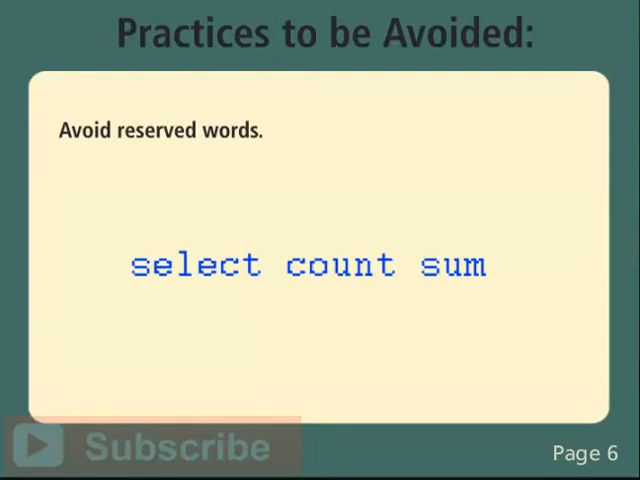 Practices to be Avoided:
Avoid reserved words.
select count sum
Subscribe
Page 6